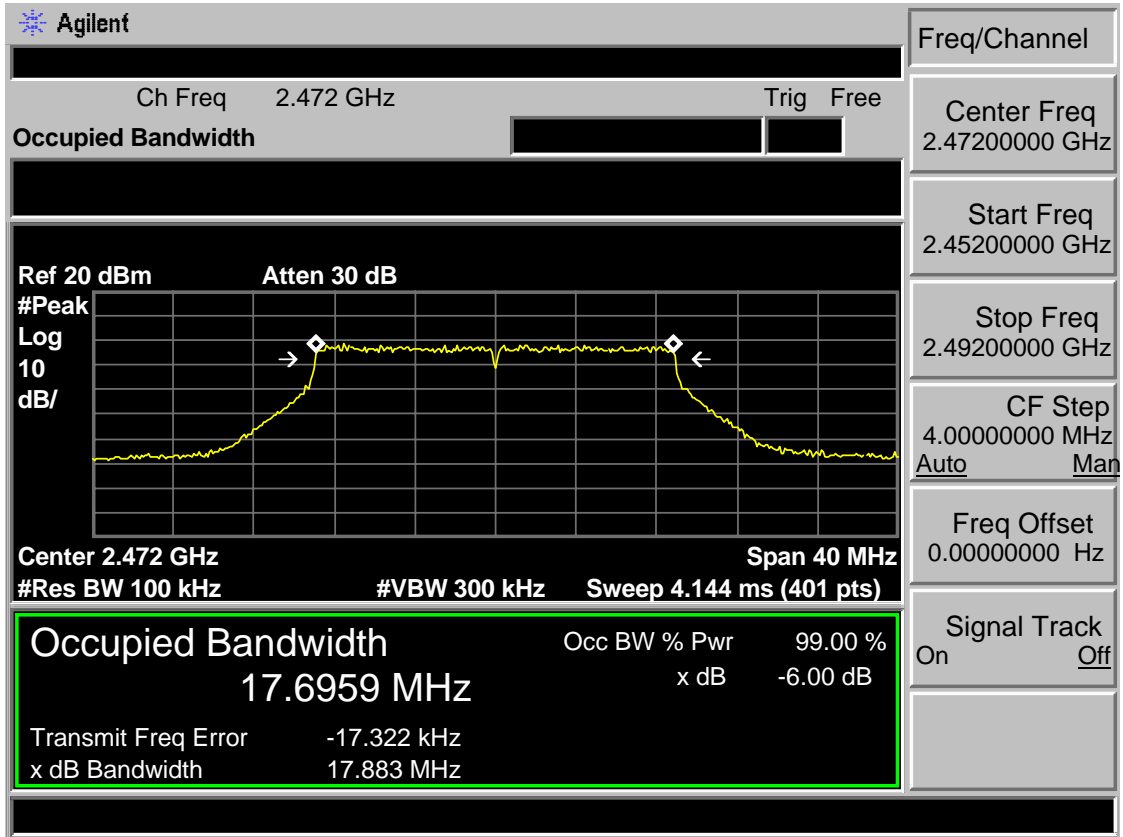 Agilent
Freq/Channel
Ch Freq 2.472 GHz Trig Free
Occupied Bandwidth
Center Freq
2.47200000 GHz
Start Freq
2.45200000 GHz
Stop Freq
2.49200000 GHz
CF Step
4.00000000 MHz
Auto Man
Freq Offset
0.00000000 Hz
Signal Track
On Off
Ref 20 dBm Atten 30 dB
#Peak
Log
10
dB/
Center 2.472 GHz Span 40 MHz
#Res BW 100 kHz #VBW 300 kHz Sweep 4.144 ms (401 pts)
Occupied Bandwidth Occ BW % Pwr 99.00 %
17.6959 MHz x dB -6.00 dB
Transmit Freq Error -17.322 kHz
x dB Bandwidth 17.883 MHz